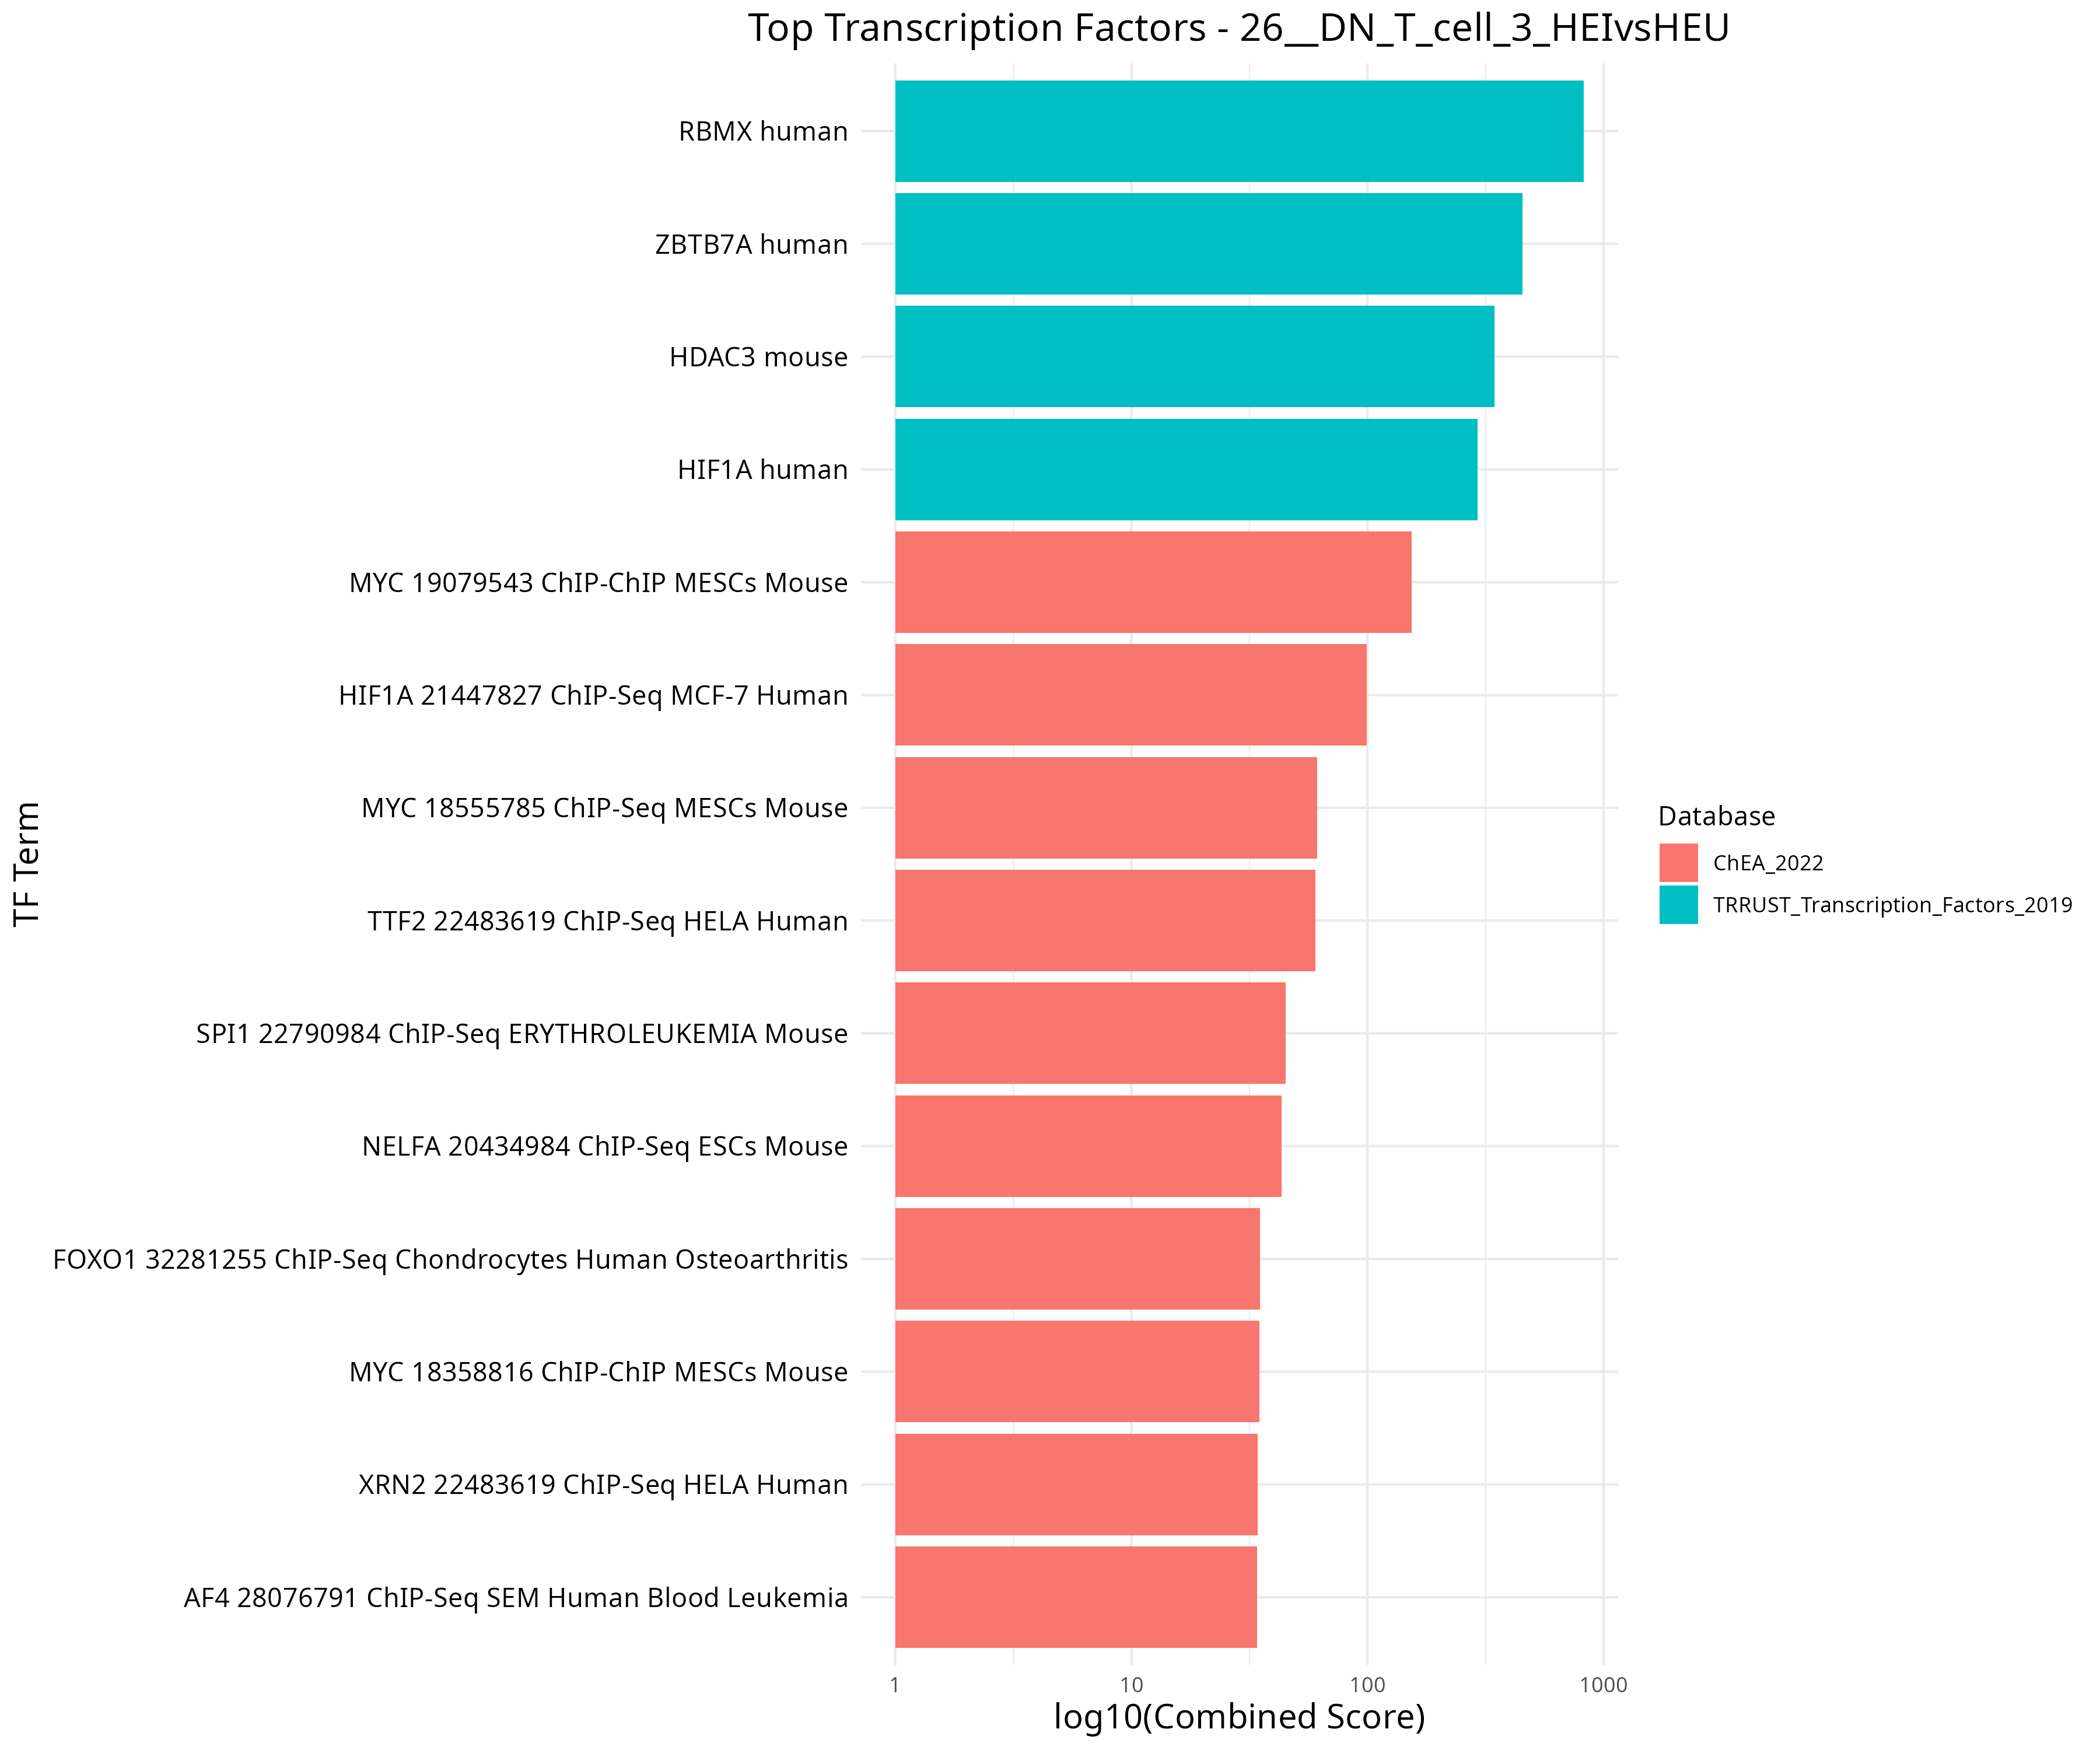 Top Transcription Factors - 26__DN_T_cell_3_HEIvsHEU
TF Term
RBMX human
ZBTB7A human
HDAC3 mouse
HIF1A human
MYC 19079543 ChIP-ChIP MESCs Mouse
HIF1A 21447827 ChIP-Seq MCF-7 Human
MYC 18555785 ChIP-Seq MESCs Mouse
TTF2 22483619 ChIP-Seq HELA Human
SPI1 22790984 ChIP-Seq ERYTHROLEUKEMIA Mouse
NELFA 20434984 ChIP-Seq ESCs Mouse
FOXO1 32281255 ChIP-Seq Chondrocytes Human Osteoarthritis
MYC 18358816 ChIP-ChIP MESCs Mouse
XRN2 22483619 ChIP-Seq HELA Human
AF4 28076791 ChIP-Seq SEM Human Blood Leukemia
1 10 100 1000
log10(Combined Score)
Database
ChEA_2022
TRRUST_Transcription_Factors_2019